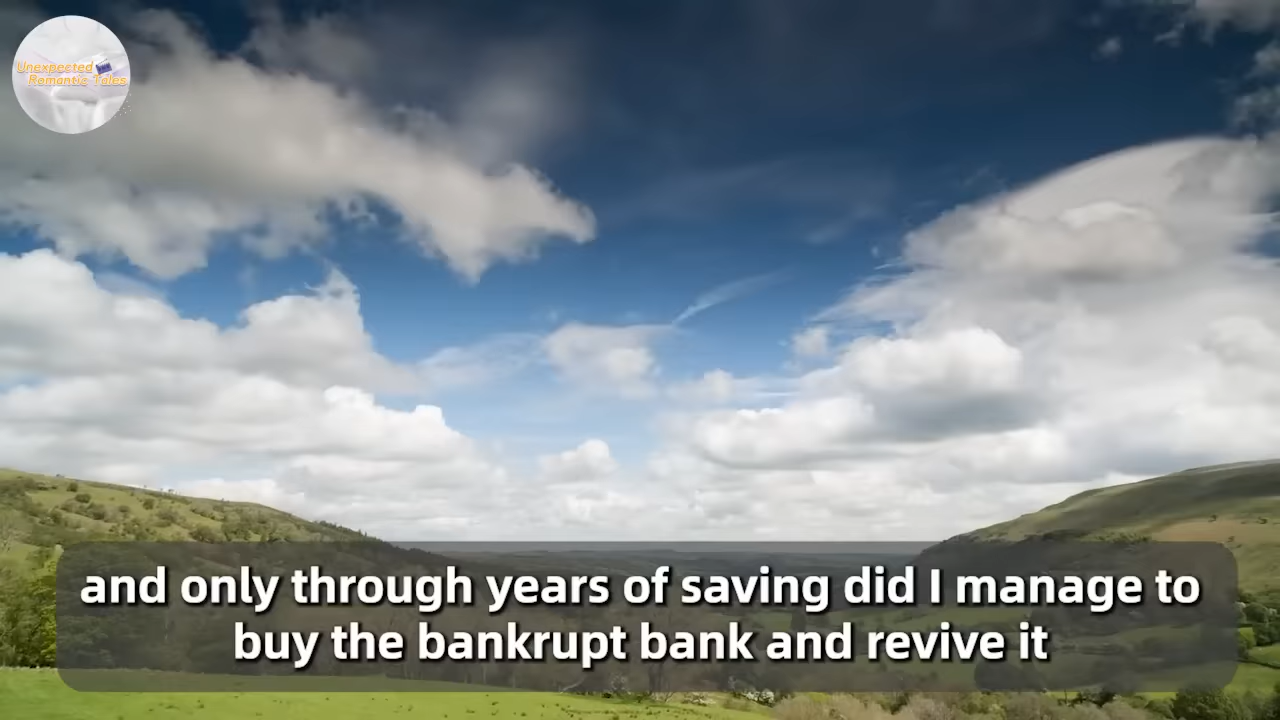 Unexpected
Romantic Tales
and only through years of saving did I manage to
buy the bankrupt bank and revive it